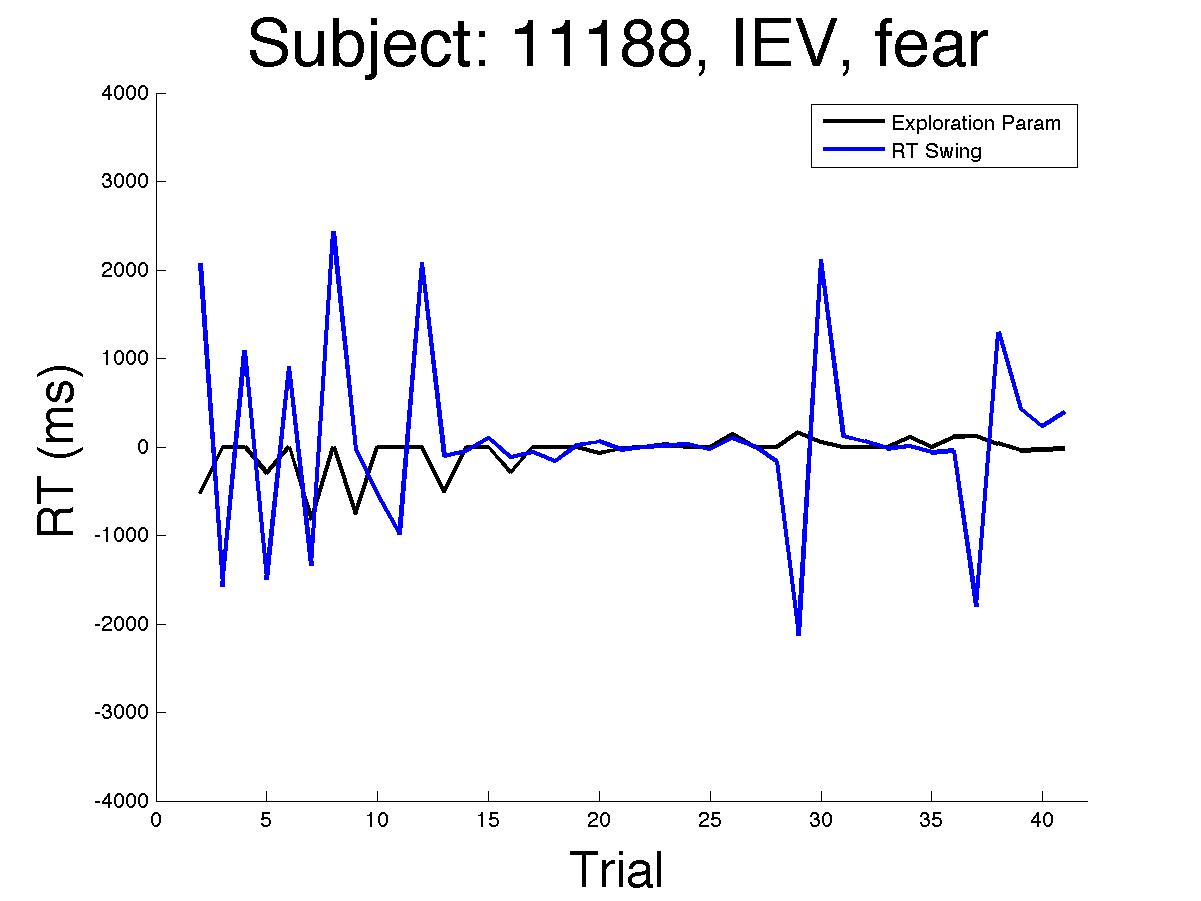 Subject: 11188, IEV, fear
4000
3000
2000
1000
0
-1000
-2000
-3000
-4000
RT (ms)
Exploration Param
RT Swing
0 5 10 15 20 25 30 35 40
Trial